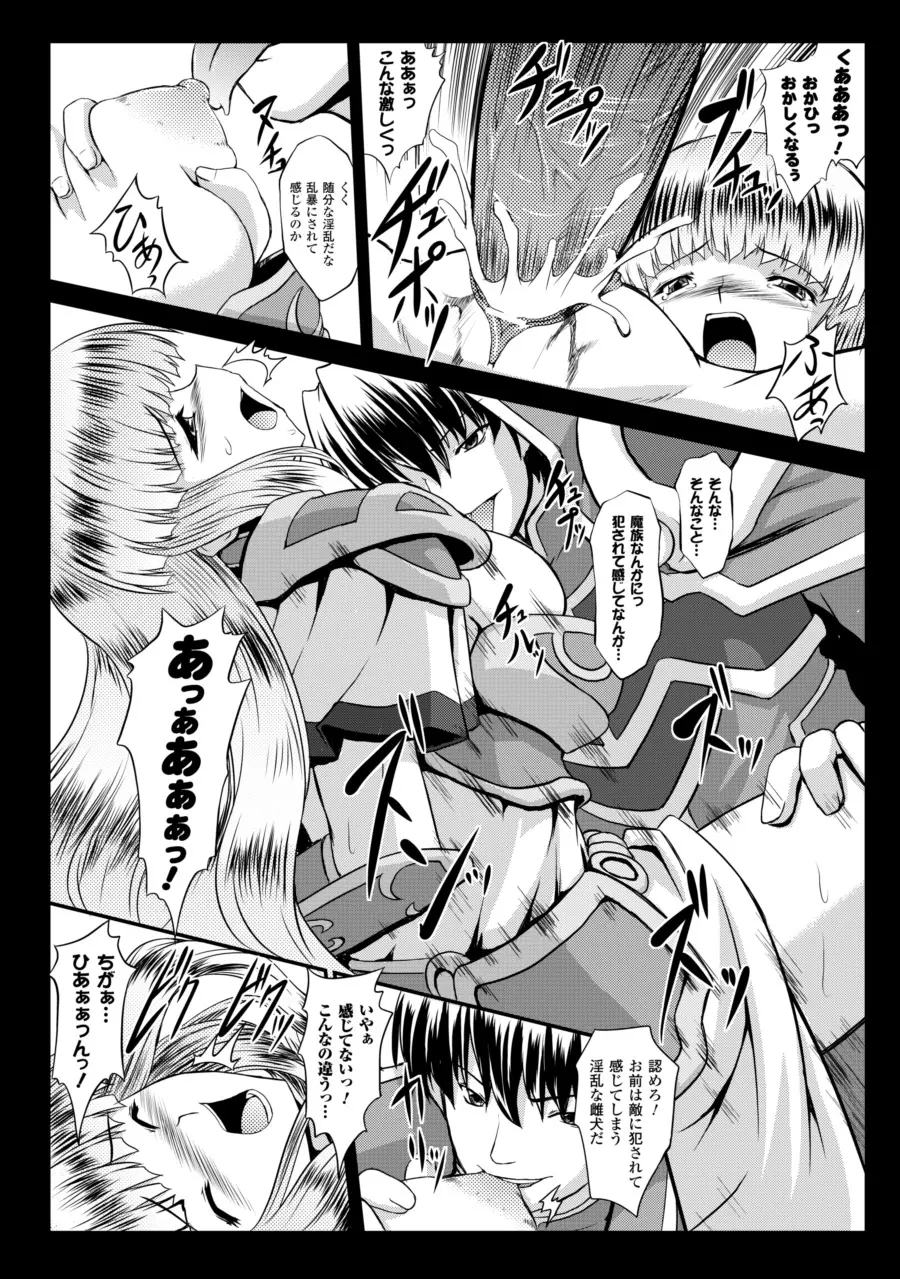 くあああっ！
おかひっ
おかしくなるぅ
ああぁっ
こんな激しくっ
ヂュプッ
ヂュポッ
ふあっ
くく
随分な淫乱だな
乱暴にされて
感じるのか
ヌチュ
ひあっ
そんな…
そんなこと…
魔族なんかにっ
犯されて感じてなんか…
チュプッ
チュルッ
ズッ
ズンッ
あっぁあぁぁっ！
認めろ！
お前は敵に犯されて
感じてしまう
淫乱な雌犬だ
いやぁ
感じてないっ！
こんなの違うっ…
ビクッ
ビクッ
ちがぁ…
ひあぁぁっんっ！